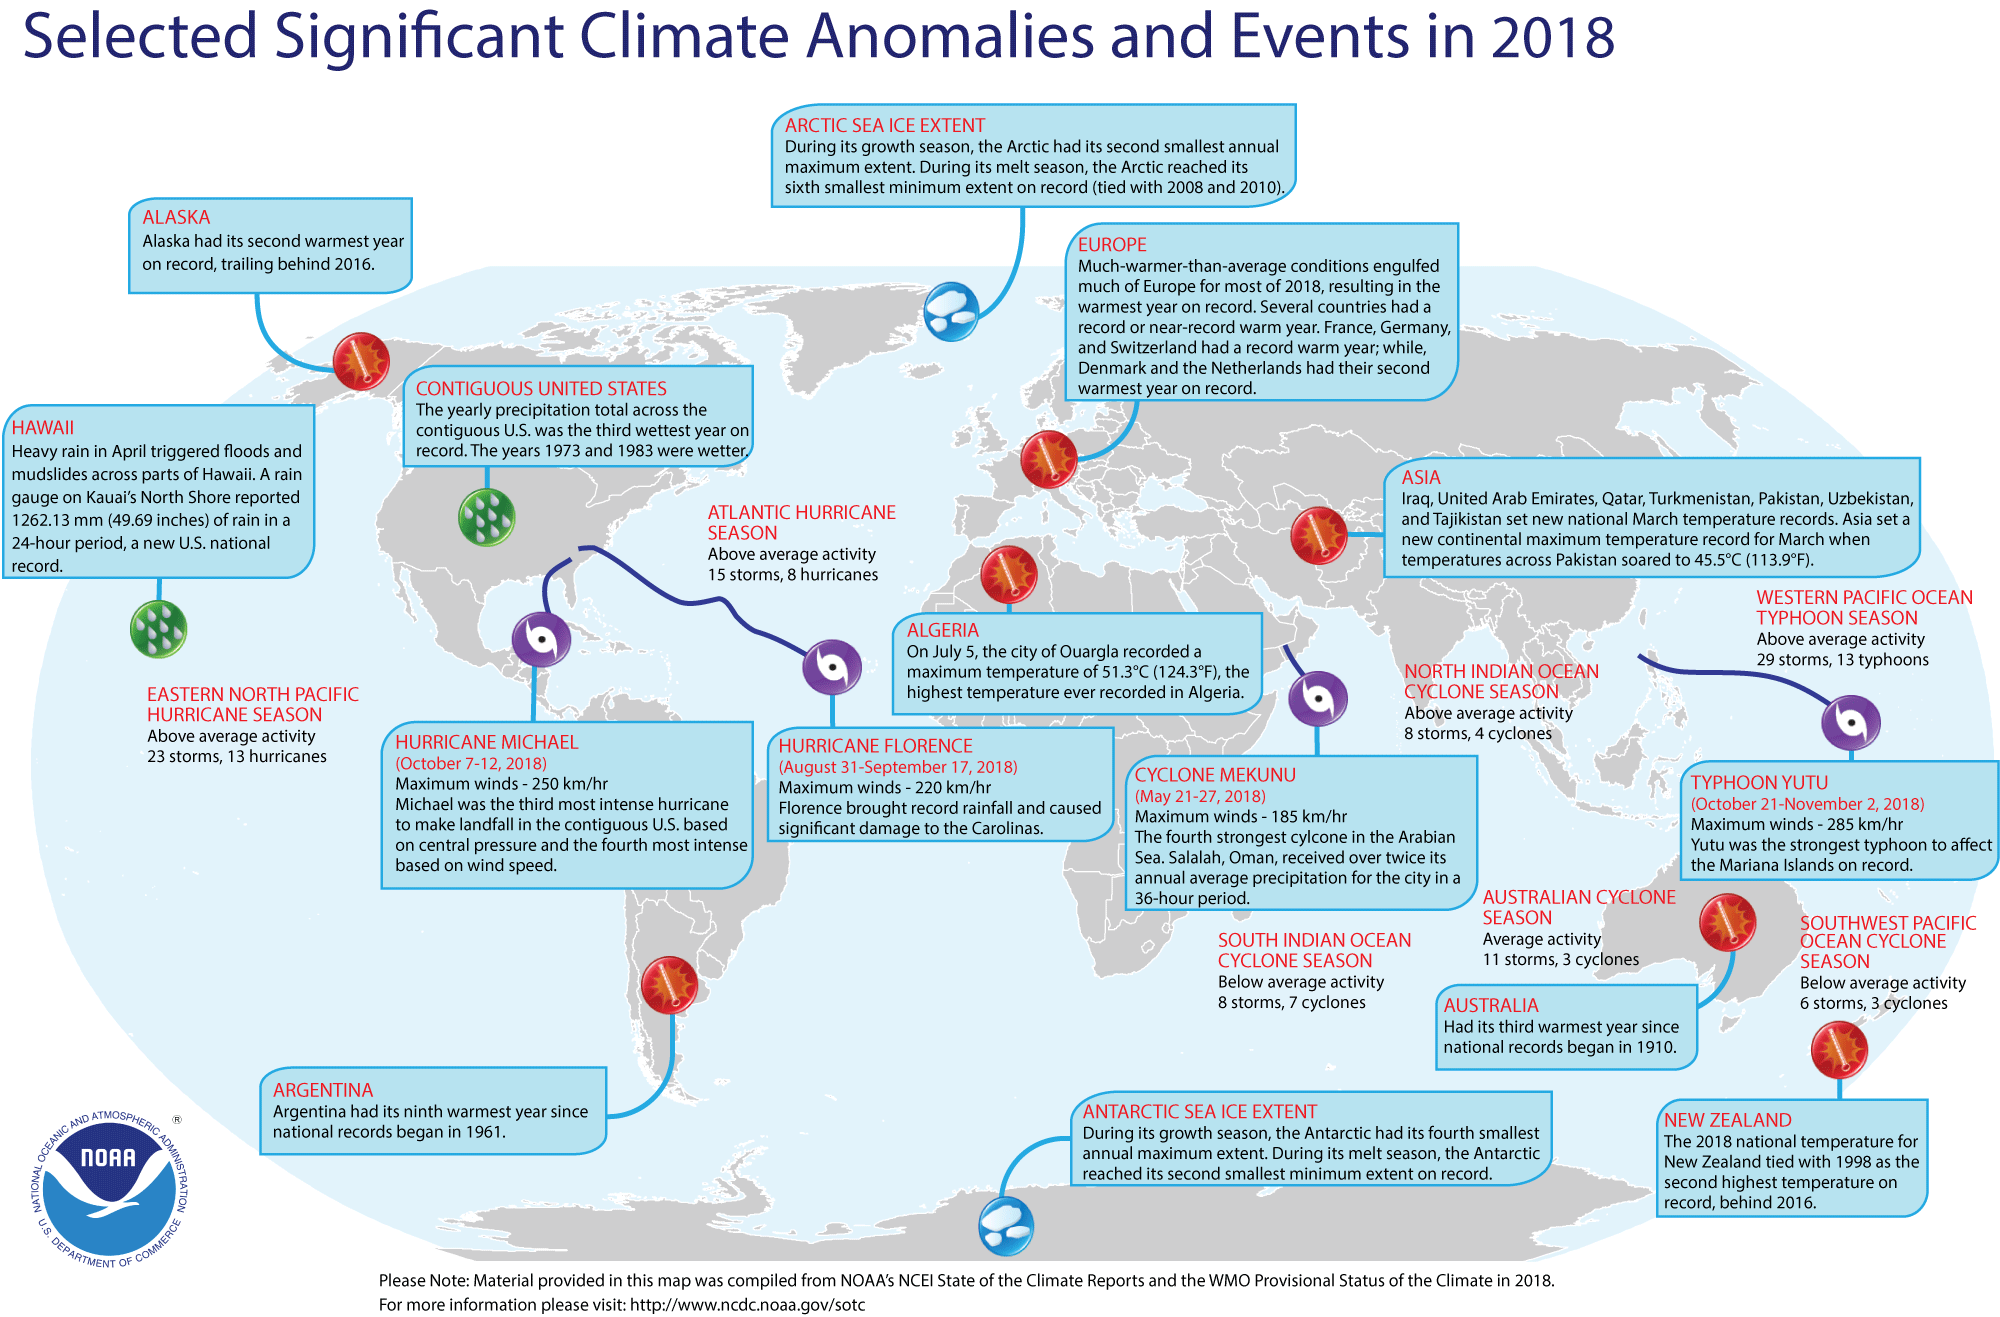 Selected Significant Climate Anomalies and Events in 2018
ARCTIC SEA ICE EXTENT
During its growth season, the Arctic had its second smallest annual
maximum extent. During its melt season, the Arctic reached its
sixth smallest minimum extent on record (tied with 2008 and 2010).
ALASKA
Alaska had its second warmest year
on record, trailing behind 2016.
EUROPE
Much-warmer-than-average conditions engulfed
much of Europe for most of 2018, resulting in the
warmest year on record. Several countries had a
record or near-record warm year. France, Germany,
and Switzerland had a record warm year; while,
Denmark and the Netherlands had their second
warmest year on record.
CONTIGUOUS UNITED STATES
The yearly precipitation total across the
contiguous U.S. was the third wettest year on
record. The years 1973 and 1983 were wetter.
HAWAII
Heavy rain in April triggered floods and
mudslides across parts of Hawaii. A rain
gauge on Kauai's North Shore reported
1262.13 mm (49.69 inches) of rain in a
24-hour period, a new U.S. national
record.
ASIA
Iraq, United Arab Emirates, Qatar, Turkmenistan, Pakistan, Uzbekistan,
and Tajikistan set new national March temperature records. Asia set a
new continental maximum temperature record for March when
temperatures across Pakistan soared to 45.5°C (113.9°F).
ATLANTIC HURRICANE
SEASON
Above average activity
15 storms, 8 hurricanes
WESTERN PACIFIC OCEAN
TYPHOON SEASON
Above average activity
29 storms, 13 typhoons
ALGERIA
On July 5, the city of Ouargla recorded a
maximum temperature of 51.3°C (124.3°F), the
highest temperature ever recorded in Algeria.
NORTH INDIAN OCEAN
CYCLONE SEASON
Above average activity
8 storms, 4 cyclones
EASTERN NORTH PACIFIC
HURRICANE SEASON
Above average activity
23 storms, 13 hurricanes
HURRICANE MICHAEL
(October 7-12, 2018)
Maximum winds - 250 km/hr
Michael was the third most intense hurricane
to make landfall in the contiguous U.S. based
on central pressure and the fourth most intense
based on wind speed.
HURRICANE FLORENCE
(August 31-September 17, 2018)
Maximum winds - 220 km/hr
Florence brought record rainfall and caused
significant damage to the Carolinas.
CYCLONE MEKUNU
(May 21-27, 2018)
Maximum winds - 185 km/hr
The fourth strongest cylcone in the Arabian
Sea. Salalah, Oman, received over twice its
annual average precipitation for the city in a
36-hour period.
TYPHOON YUTU
(October 21-November 2, 2018)
Maximum winds - 285 km/hr
Yutu was the strongest typhoon to affect
the Mariana Islands on record.
AUSTRALIAN CYCLONE
SEASON
Average activity
11 storms, 3 cyclones
SOUTHWEST PACIFIC
OCEAN CYCLONE
SEASON
Below average activity
6 storms, 3 cyclones
SOUTH INDIAN OCEAN
CYCLONE SEASON
Below average activity
8 storms, 7 cyclones
AUSTRALIA
Had its third warmest year since
national records began in 1910.
ARGENTINA
Argentina had its ninth warmest year since
national records began in 1961.
ANTARCTIC SEA ICE EXTENT
During its growth season, the Antarctic had its fourth smallest
annual maximum extent. During its melt season, the Antarctic
reached its second smallest minimum extent on record.
NEW ZEALAND
The 2018 national temperature for
New Zealand tied with 1998 as the
second highest temperature on
record, behind 2016.
NATIONAL OCEANIC AND ATMOSPHERIC ADMINISTRATION
®
NOAA
U.S. DEPARTMENT OF COMMERCE
Please Note: Material provided in this map was compiled from NOAA's NCEI State of the Climate Reports and the WMO Provisional Status of the Climate in 2018.
For more information please visit: http://www.ncdc.noaa.gov/sotc